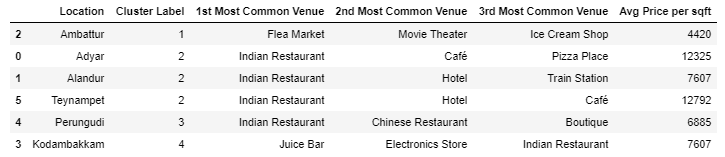 Location Cluster Label 1st Most Common Venue 2nd Most Common Venue 3rd Most Common Venue Avg Price per sqft
2 Ambattur 1 Flea Market Movie Theater Ice Cream Shop 4420
0 Adyar 2 Indian Restaurant Café Pizza Place 12325
1 Alandur 2 Indian Restaurant Hotel Train Station 7607
5 Teynampet 2 Indian Restaurant Hotel Café 12792
4 Perungudi 3 Indian Restaurant Chinese Restaurant Boutique 6885
3 Kodambakkam 4 Juice Bar Electronics Store Indian Restaurant 7607